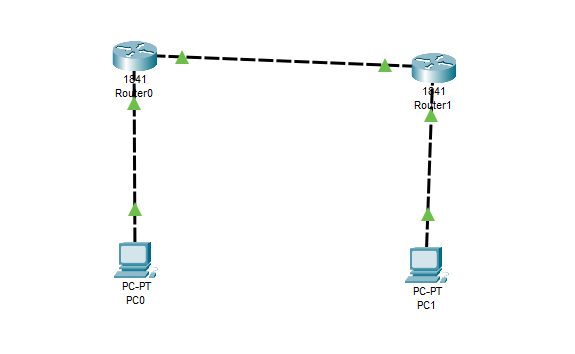 1841
Router0
1841
Router1
PC-PT
PC0
PC-PT
PC1